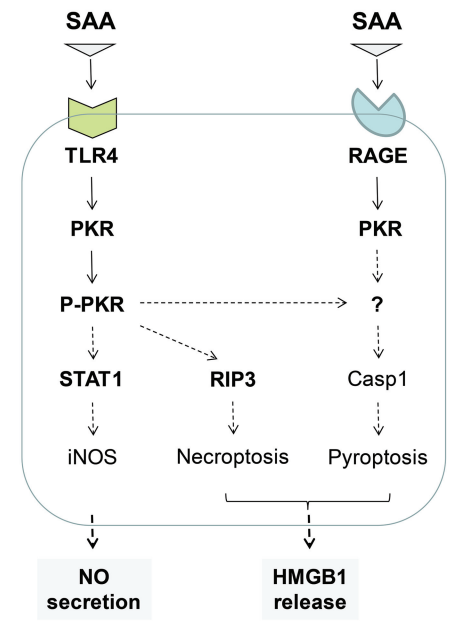 SAA SAA
TLR4 RAGE
PKR PKR
P-PKR ?
STAT1 RIP3 Casp1
iNOS Necroptosis Pyroptosis
NO HMGB1
secretion release